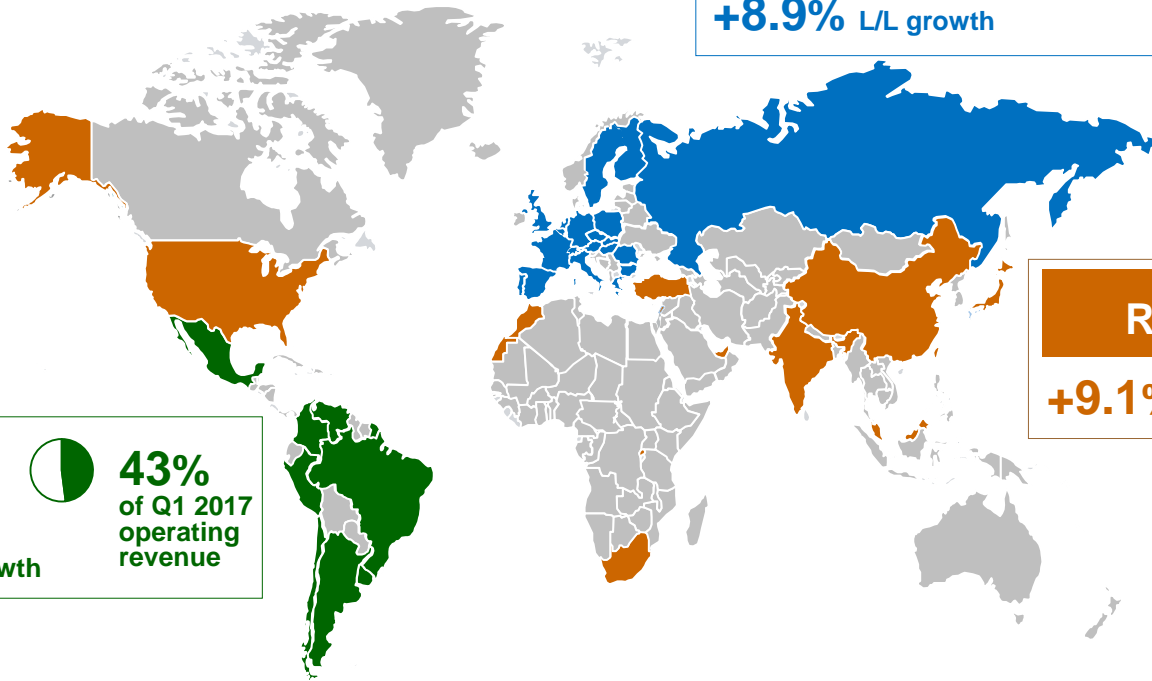 +8.9% L/L growth
R
+9.1%
43%
of Q1 2017
operating
revenue
wth